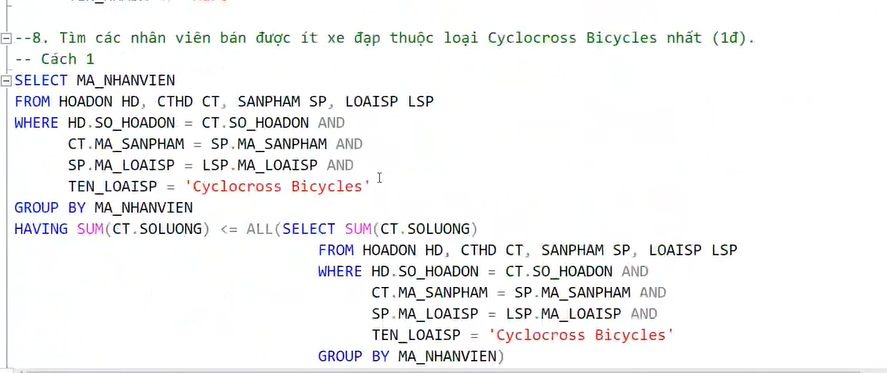 --8. Tìm các nhân viên bán được ít xe đạp thuộc loại Cyclocross Bicycles nhất (1đ).
-- Cách 1
SELECT MA_NHANVIEN
FROM HOADON HD, CTHD CT, SANPHAM SP, LOAISP LSP
WHERE HD.SO_HOADON = CT.SO_HOADON AND
CT.MA_SANPHAM = SP.MA_SANPHAM AND
SP.MA_LOAISP = LSP.MA_LOAISP AND
TEN_LOAISP = 'Cyclocross Bicycles'
GROUP BY MA_NHANVIEN
HAVING SUM(CT.SOLUONG) <= ALL(SELECT SUM(CT.SOLUONG)
FROM HOADON HD, CTHD CT, SANPHAM SP, LOAISP LSP
WHERE HD.SO_HOADON = CT.SO_HOADON AND
CT.MA_SANPHAM = SP.MA_SANPHAM AND
SP.MA_LOAISP = LSP.MA_LOAISP AND
TEN_LOAISP = 'Cyclocross Bicycles'
GROUP BY MA_NHANVIEN)